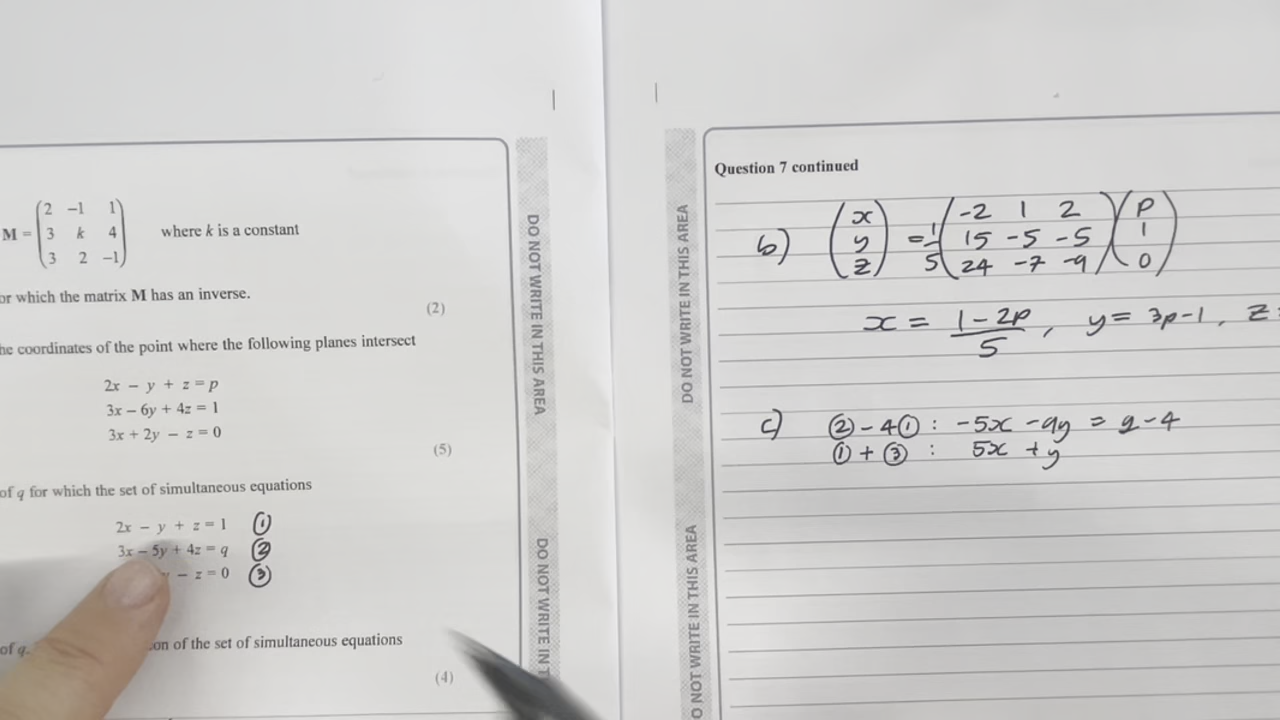 M = (2 -1 1
3 k 4
3 2 -1) where k is a constant
or which the matrix M has an inverse.
(2)
he coordinates of the point where the following planes intersect
2x - y + z = p
3x - 6y + 4z = 1
3x + 2y - z = 0
(5)
of q for which the set of simultaneous equations
2x - y + z = 1 ①
3x - 5y + 4z = q ②
- z = 0 ③
of q. on of the set of simultaneous equations
(4)
DO NOT WRITE IN THIS AREA
DO NOT WRITE IN T
DO NOT WRITE IN THIS AREA
O NOT WRITE IN THIS AREA
Question 7 continued
b) (x
y
z) = 1/5 (-2 1 2
15 -5 -5
24 -7 -9) (p
1
0)
x = (1 - 2p)/5, y = 3p - 1, z =
c) ② - 4① : -5x - 9y = q - 4
① + ③ : 5x + y